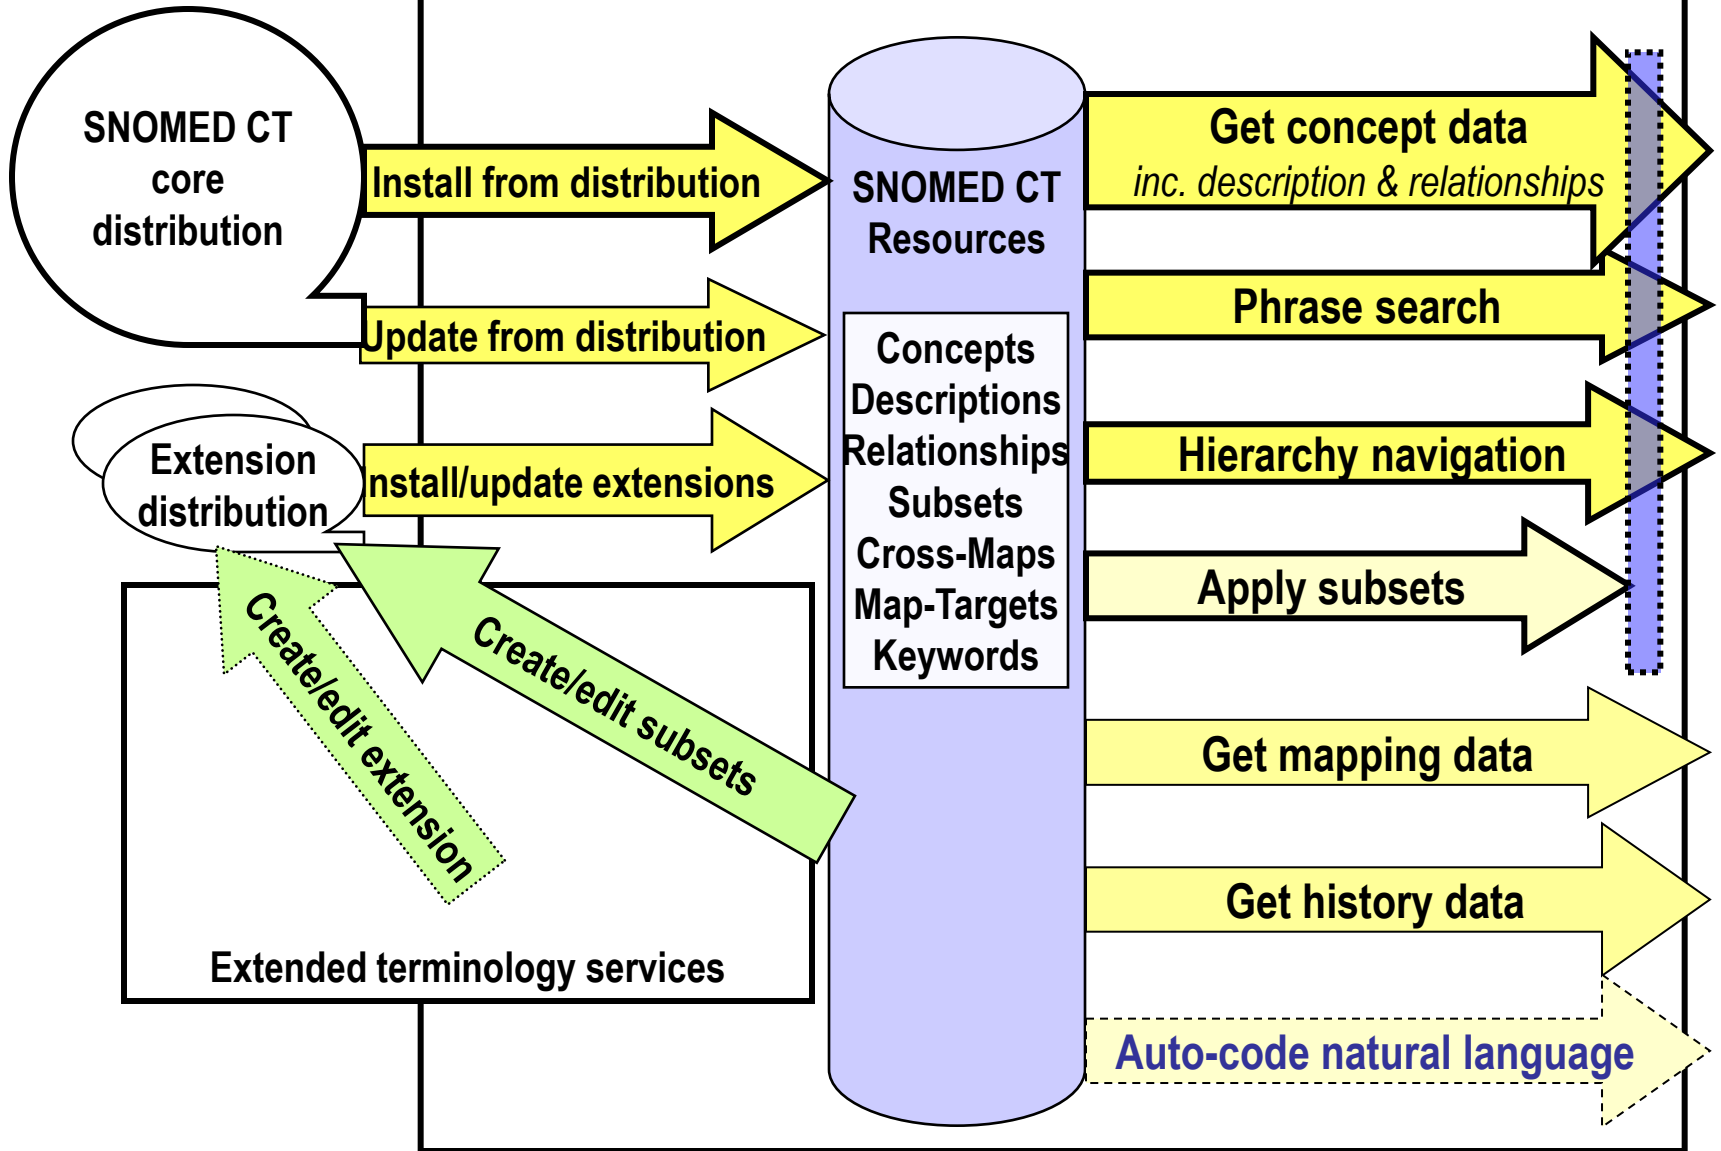 SNOMED CT
core
distribution
Install from distribution
Update from distribution
Extension
distribution
Install/update extensions
Create/edit extension
Create/edit subsets
Extended terminology services
SNOMED CT
Resources
Concepts
Descriptions
Relationships
Subsets
Cross-Maps
Map-Targets
Keywords
Get concept data
inc. description & relationships
Phrase search
Hierarchy navigation
Apply subsets
Get mapping data
Get history data
Auto-code natural language